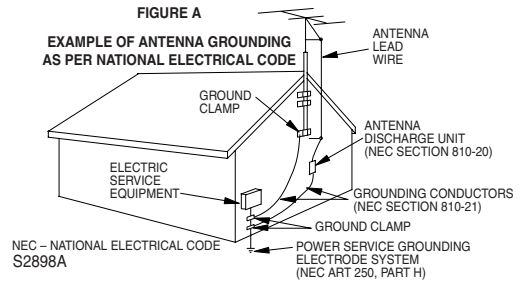 FIGURE A
EXAMPLE OF ANTENNA GROUNDING
AS PER NATIONAL ELECTRICAL CODE
ANTENNA
LEAD
WIRE
GROUND
CLAMP
ANTENNA
DISCHARGE UNIT
(NEC SECTION 810-20)
ELECTRIC
SERVICE
EQUIPMENT
GROUNDING CONDUCTORS
(NEC SECTION 810-21)
GROUND CLAMP
POWER SERVICE GROUNDING
ELECTRODE SYSTEM
(NEC ART 250, PART H)
NEC – NATIONAL ELECTRICAL CODE
S2898A